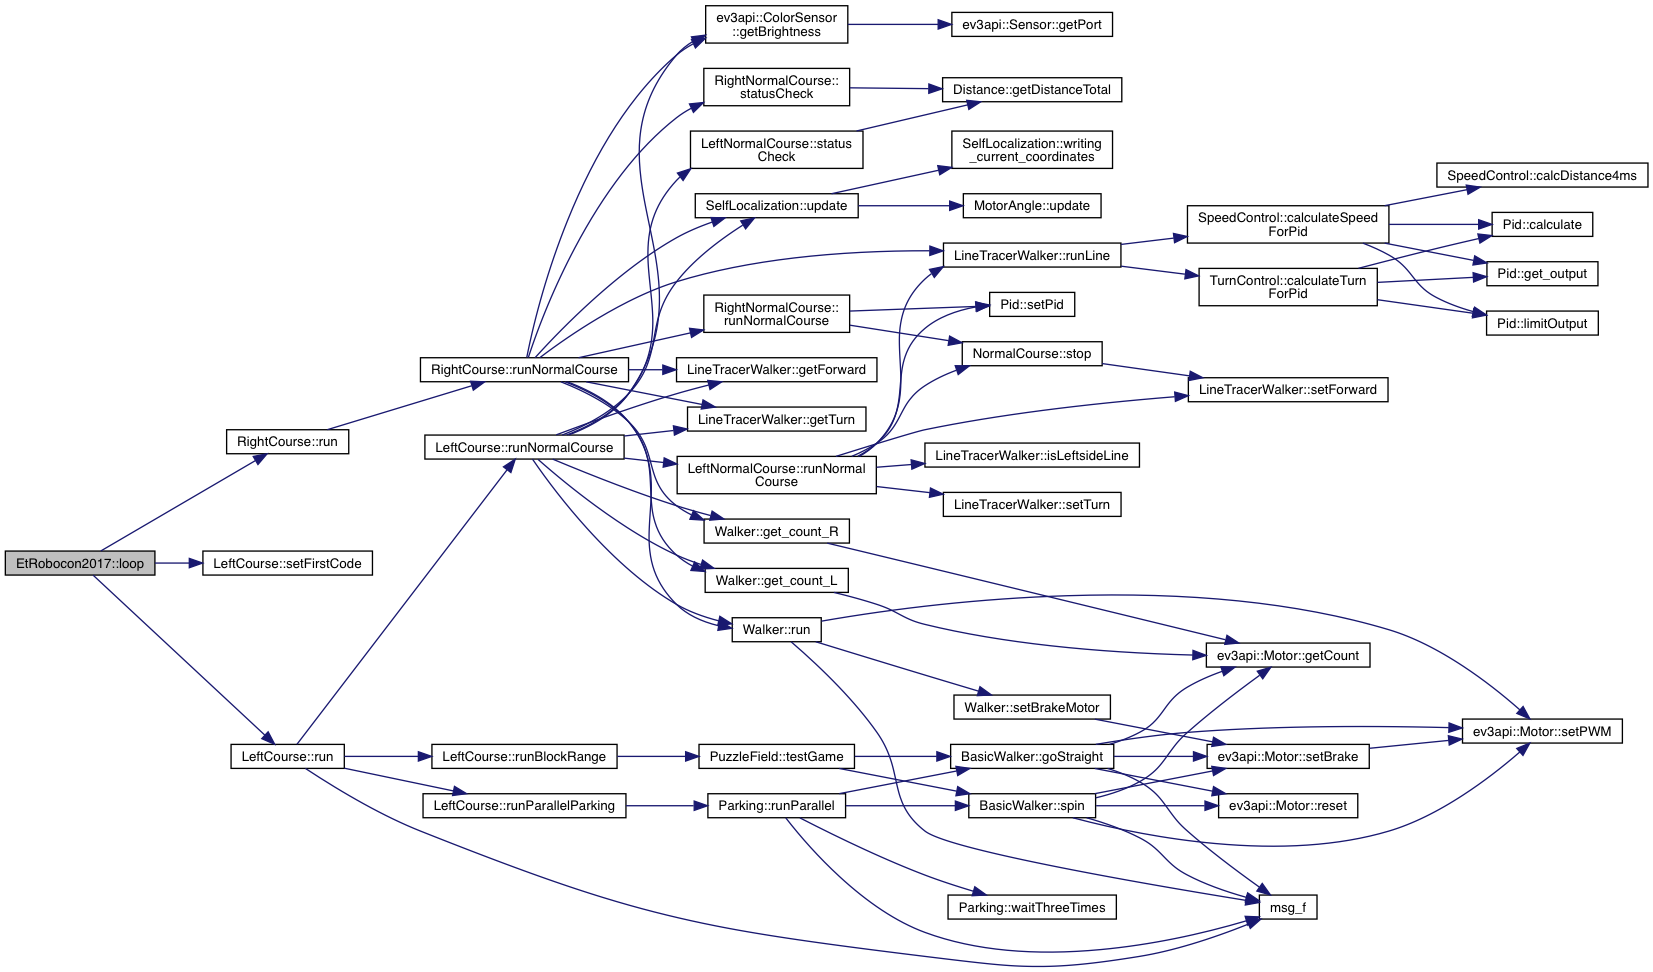 EtRobocon2017::loop
RightCourse::run
LeftCourse::setFirstCode
LeftCourse::run
RightCourse::runNormalCourse
LeftCourse::runNormalCourse
LeftCourse::runBlockRange
LeftCourse::runParallelParking
ev3api::ColorSensor
::getBrightness
RightNormalCourse::
statusCheck
LeftNormalCourse::status
Check
SelfLocalization::update
RightNormalCourse::
runNormalCourse
LineTracerWalker::getForward
LineTracerWalker::getTurn
LeftNormalCourse::runNormal
Course
Walker::get_count_R
Walker::get_count_L
Walker::run
PuzzleField::testGame
Parking::runParallel
ev3api::Sensor::getPort
Distance::getDistanceTotal
SelfLocalization::writing
_current_coordinates
MotorAngle::update
LineTracerWalker::runLine
Pid::setPid
NormalCourse::stop
LineTracerWalker::isLeftsideLine
LineTracerWalker::setTurn
Walker::setBrakeMotor
BasicWalker::goStraight
BasicWalker::spin
Parking::waitThreeTimes
SpeedControl::calculateSpeed
ForPid
TurnControl::calculateTurn
ForPid
LineTracerWalker::setForward
ev3api::Motor::getCount
ev3api::Motor::setBrake
ev3api::Motor::reset
msg_f
SpeedControl::calcDistance4ms
Pid::calculate
Pid::get_output
Pid::limitOutput
ev3api::Motor::setPWM